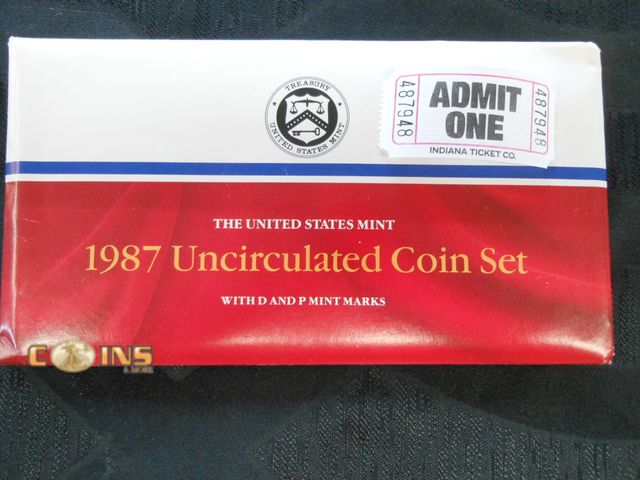 TREASURY
UNITED STATES MINT
487948
ADMIT
ONE
487948
INDIANA TICKET CO.
THE UNITED STATES MINT
1987 Uncirculated Coin Set
WITH D AND P MINT MARKS
COINS
& MORE